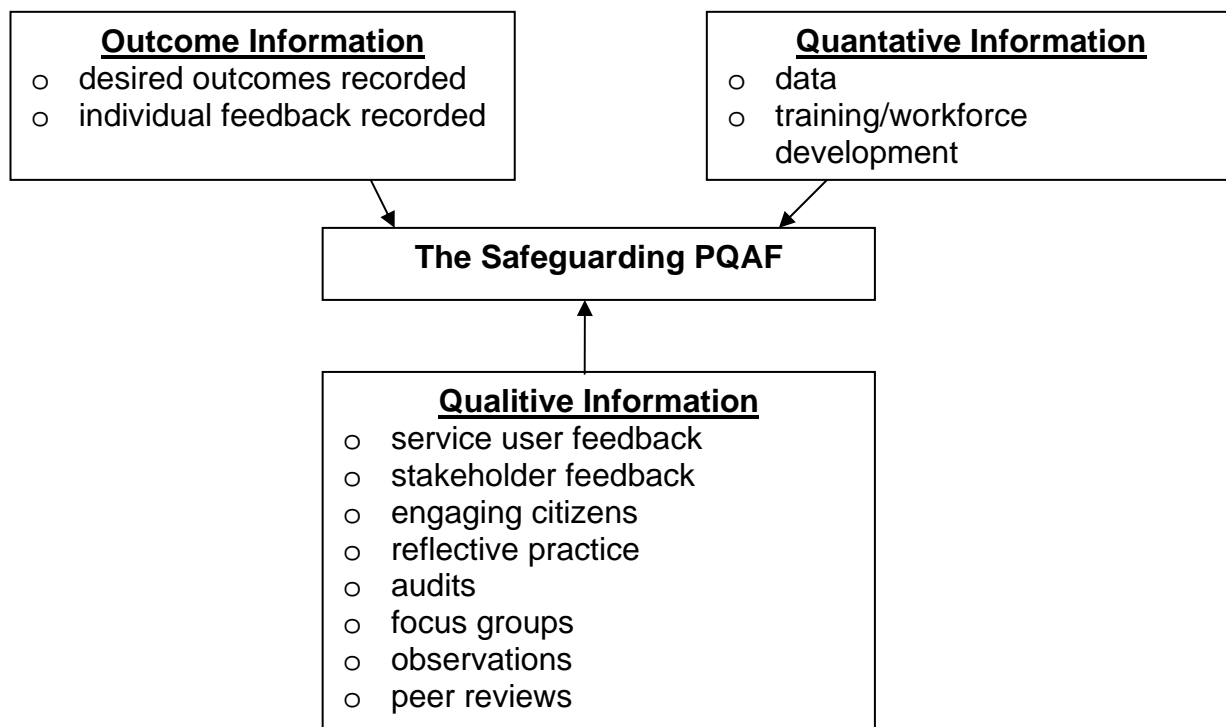 Outcome Information
o desired outcomes recorded
o individual feedback recorded
Quantative Information
o data
o training/workforce
development
The Safeguarding PQAF
Qualitive Information
o service user feedback
o stakeholder feedback
o engaging citizens
o reflective practice
o audits
o focus groups
o observations
o peer reviews